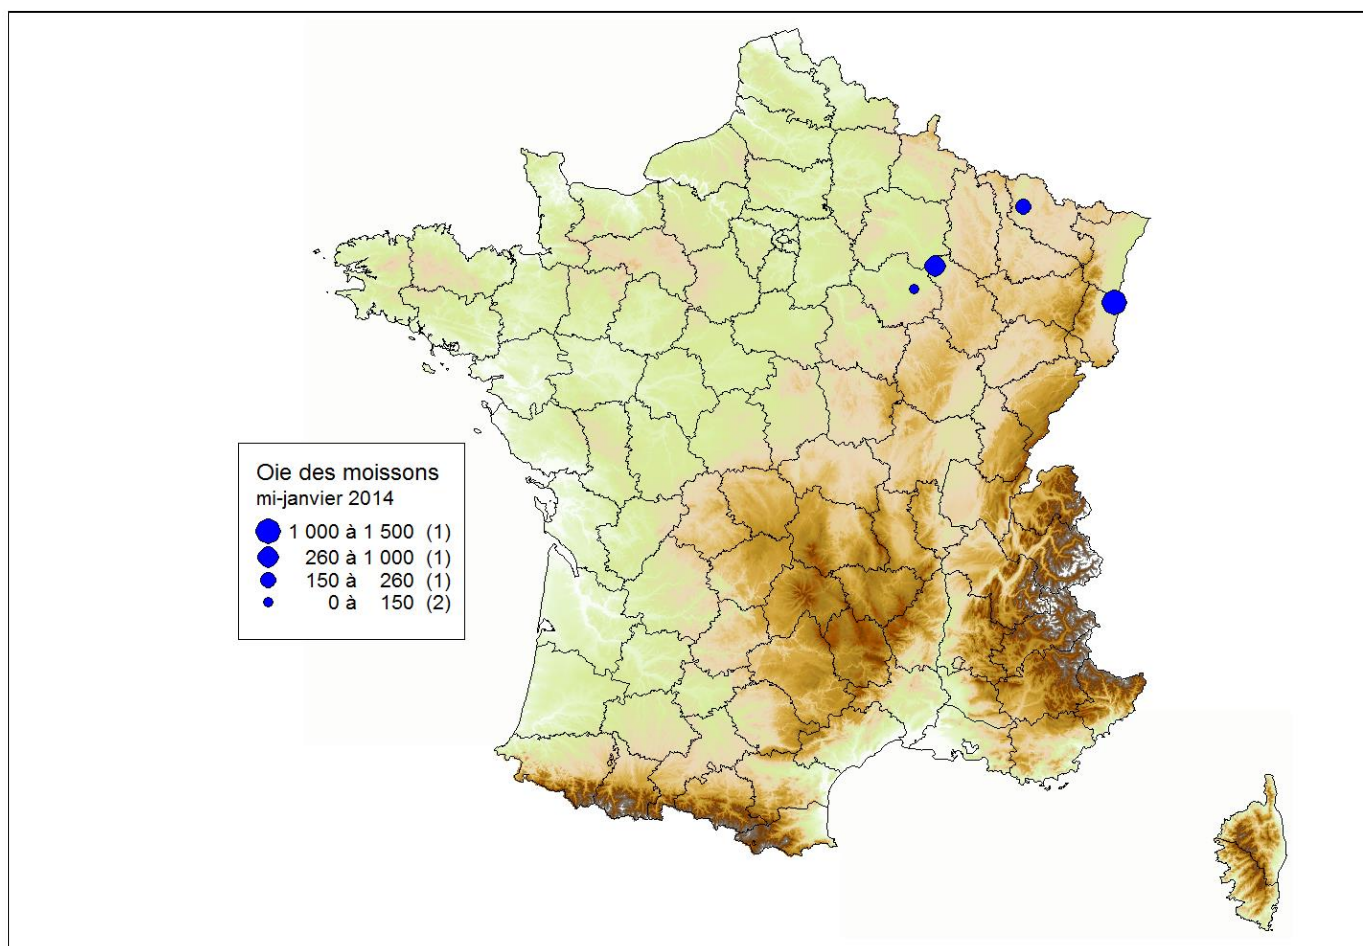 Oie des moissons
mi-janvier 2014
1 000 à 1 500 (1)
260 à 1 000 (1)
150 à 260 (1)
0 à 150 (2)